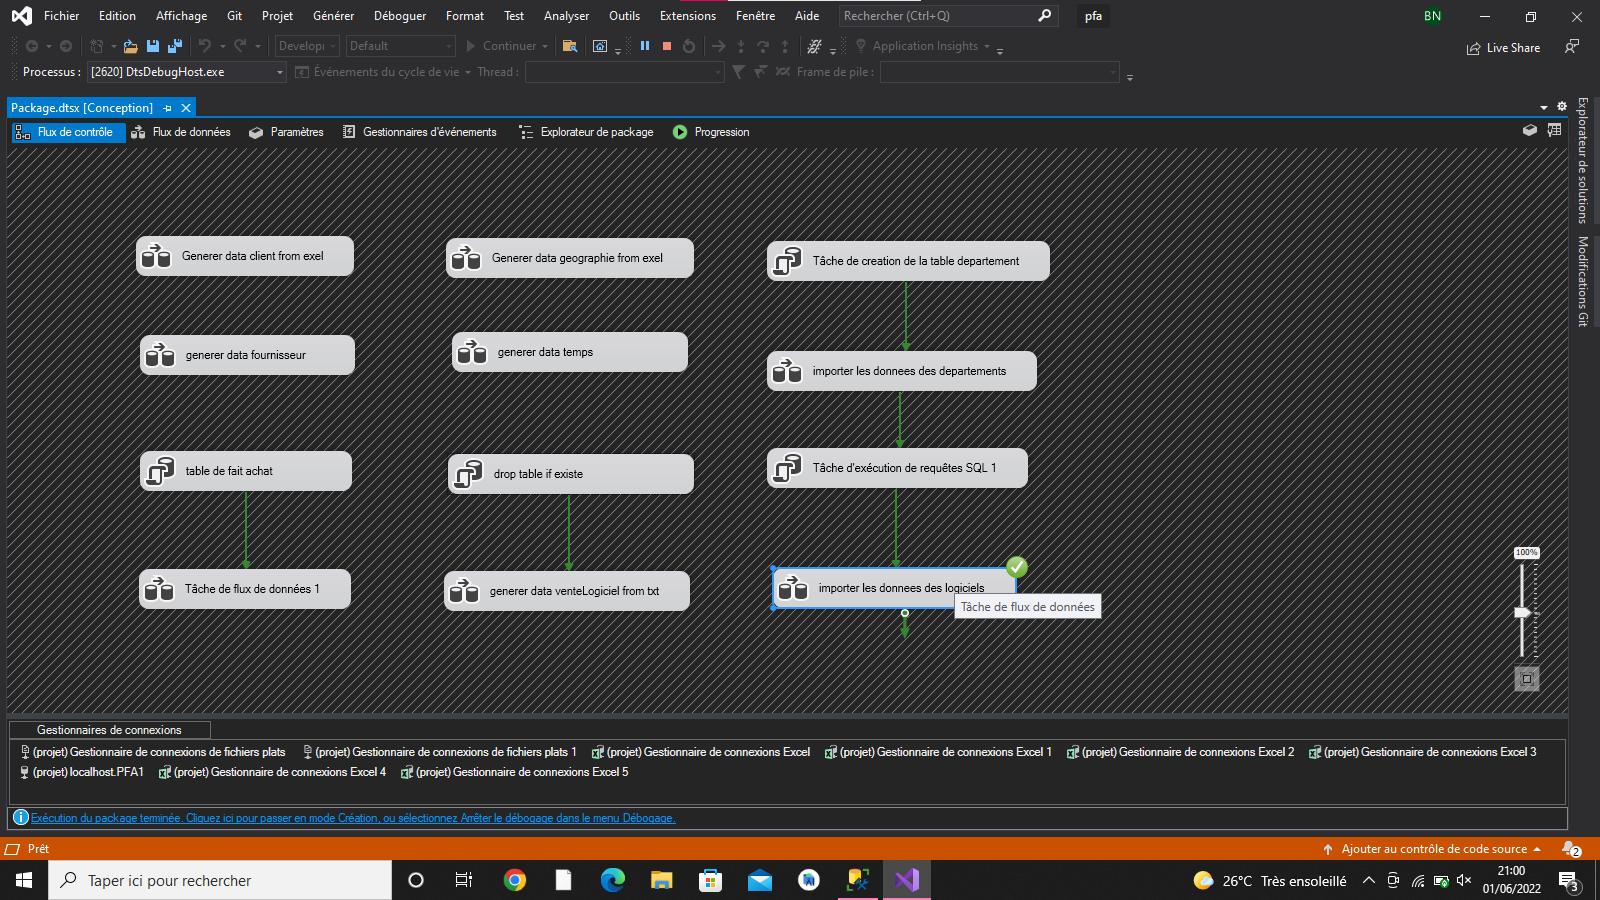 Fichier Edition Affichage Git Projet Générer Déboguer Format Test Analyser Outils Extensions Fenêtre Aide Rechercher (Ctrl+Q) pfa BN
Developi Default Continuer Application Insights Live Share
Processus : [2620] DtsDebugHost.exe Événements du cycle de vie Thread : Frame de pile :
Package.dtsx [Conception]
Flux de contrôle Flux de données Paramètres Gestionnaires d'événements Explorateur de package Progression
Explorateur de solutions
Modifications Git
Generer data client from exel
Generer data geographie from exel
Tâche de creation de la table departement
generer data fournisseur
generer data temps
importer les donnees des departements
table de fait achat
drop table if existe
Tâche d'exécution de requêtes SQL 1
100%
Tâche de flux de données 1
generer data venteLogiciel from txt
importer les donnees des logiciels
Tâche de flux de données
Gestionnaires de connexions
(projet) Gestionnaire de connexions de fichiers plats (projet) Gestionnaire de connexions de fichiers plats 1 (projet) Gestionnaire de connexions Excel (projet) Gestionnaire de connexions Excel 1 (projet) Gestionnaire de connexions Excel 2 (projet) Gestionnaire de connexions Excel 3
(projet) localhost.PFA1 (projet) Gestionnaire de connexions Excel 4 (projet) Gestionnaire de connexions Excel 5
Exécution du package terminée. Cliquez ici pour passer en mode Création, ou sélectionnez Arrêter le débogage dans le menu Débogage.
Prêt Ajouter au contrôle de code source 2
Taper ici pour rechercher 26°C Très ensoleillé 21:00
01/06/2022 3